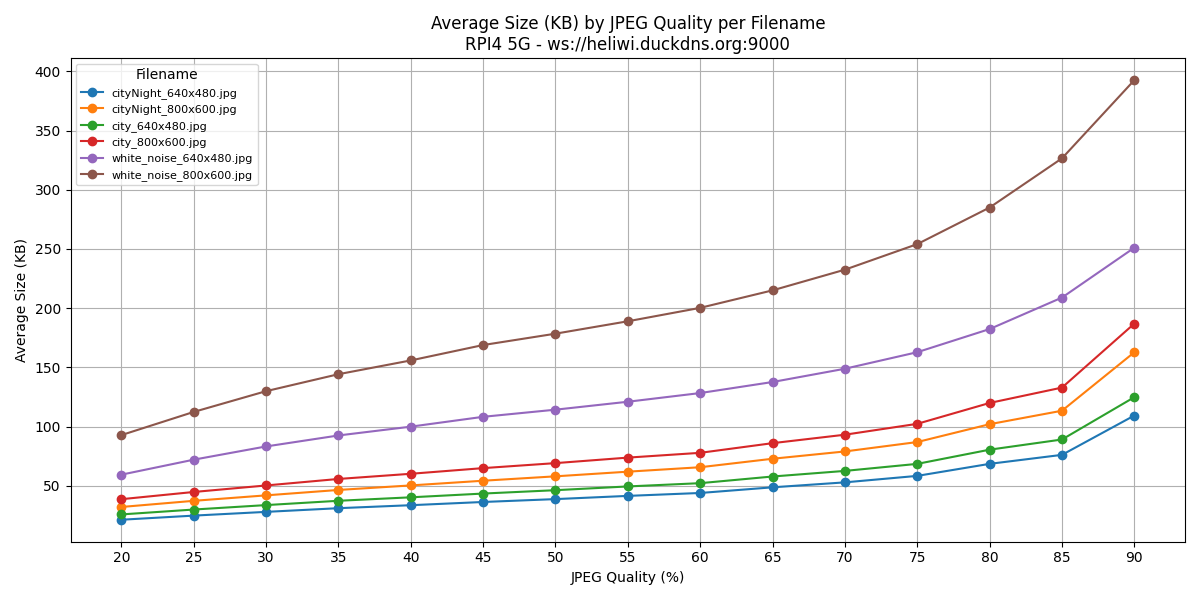 Average Size (KB) by JPEG Quality per Filename
RPI4 5G - ws://heliwi.duckdns.org:9000
Filename
cityNight_640x480.jpg
cityNight_800x600.jpg
city_640x480.jpg
city_800x600.jpg
white_noise_640x480.jpg
white_noise_800x600.jpg
Average Size (KB)
400
350
300
250
200
150
100
50
20 25 30 35 40 45 50 55 60 65 70 75 80 85 90
JPEG Quality (%)